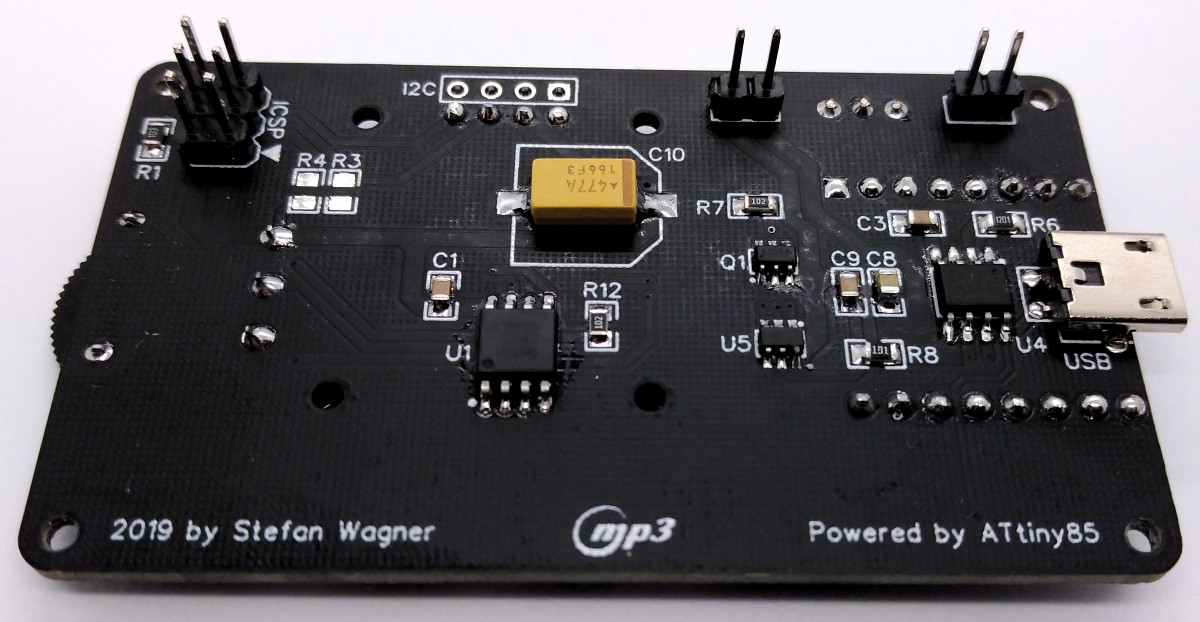 I2C
ICSP
R1
R4 R3
C10
477A
166F3
R7
102
C3
1201
R6
Q1
C9 C8
C1
R12
102
U1
U5
101
R8
U4
USB
2019 by Stefan Wagner
mp3
Powered by ATtiny85